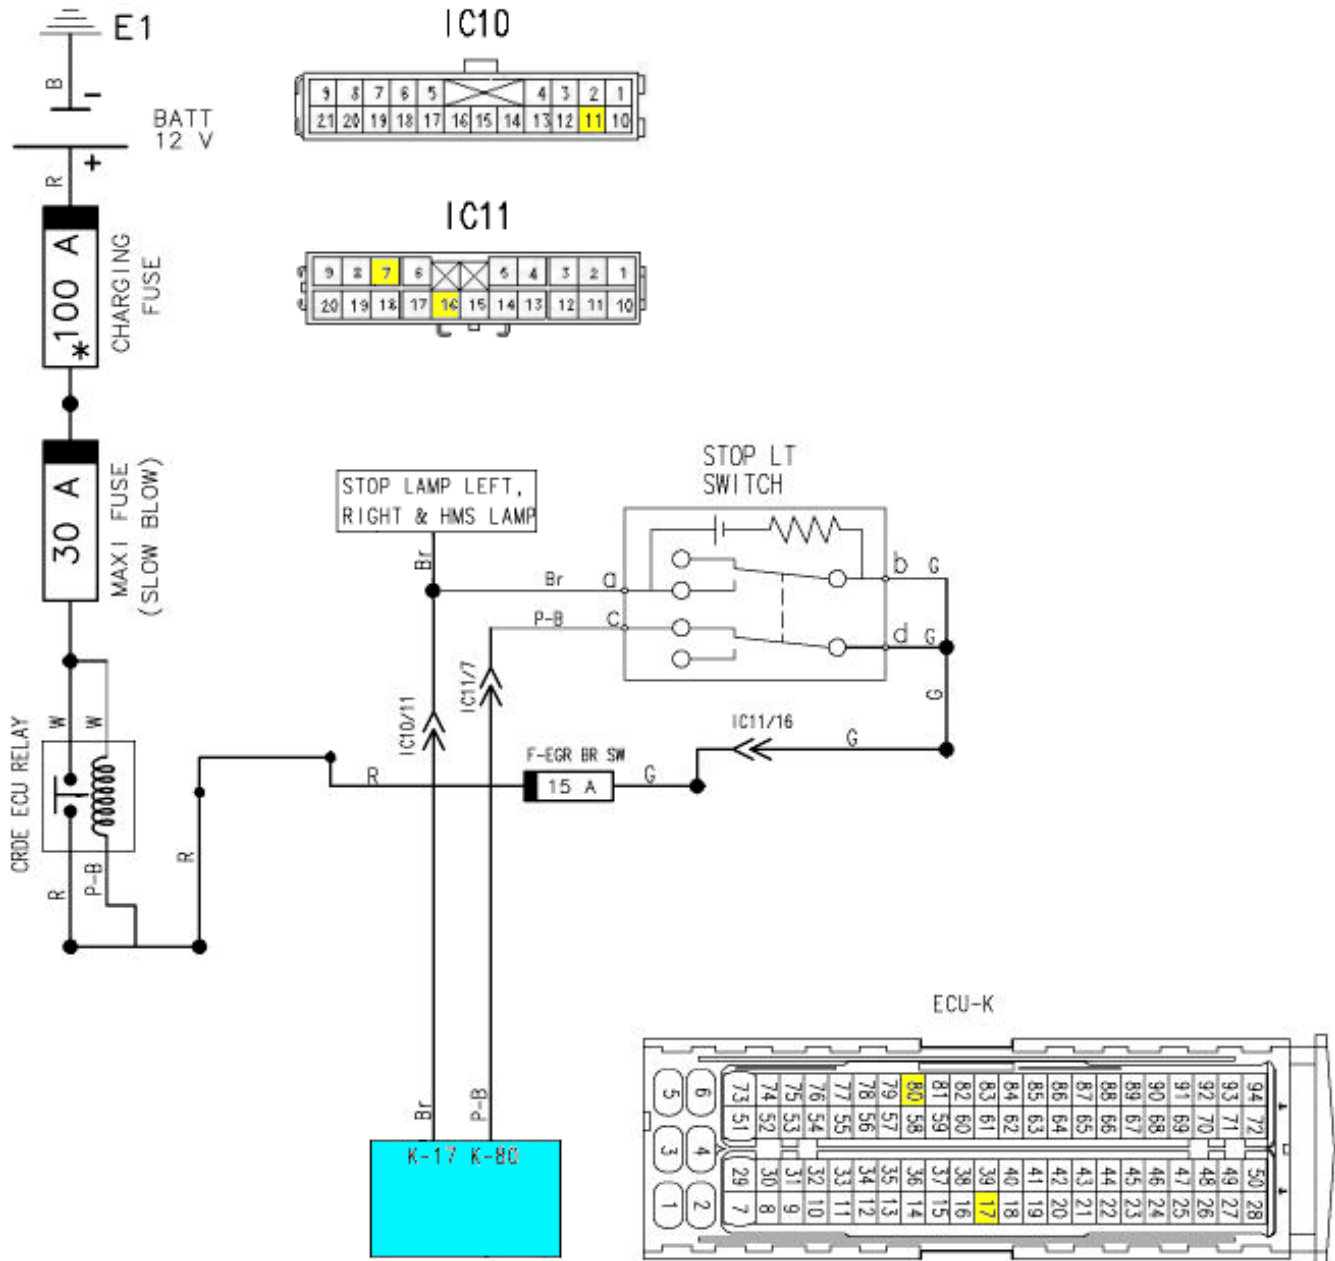 E1
IC10
B
-
BATT
12 V
+
R
9 8 7 6 5 4 3 2 1
21 20 19 18 17 16 15 14 13 12 11 10
IC11
9 8 7 6 5 4 3 2 1
20 19 18 17 16 15 14 13 12 11 10
*100 A
CHARGING
FUSE
30 A
MAXI FUSE
(SLOW BLOW)
STOP LAMP LEFT,
RIGHT & HMS LAMP
STOP LT
SWITCH
Br
Br a
b G
P-B c
d G
G
IC10/11
IC11/7
IC11/16
G
W W
CRDE ECU RELAY
F-EGR BR SW
R
15 A
G
R
R
P-B
Br
P-B
K-17 K-80
ECU-K
5 6 73 74 75 76 77 78 79 80 81 82 83 84 85 86 87 88 89 90 91 92 93 94
51 52 53 54 55 56 57 58 59 60 61 62 63 64 65 66 67 68 69 70 71 72
3 4
29 30 31 32 33 34 35 36 37 38 39 40 41 42 43 44 45 46 47 48 49 50
1 2 7 8 9 10 11 12 13 14 15 16 17 18 19 20 21 22 23 24 25 26 27 28